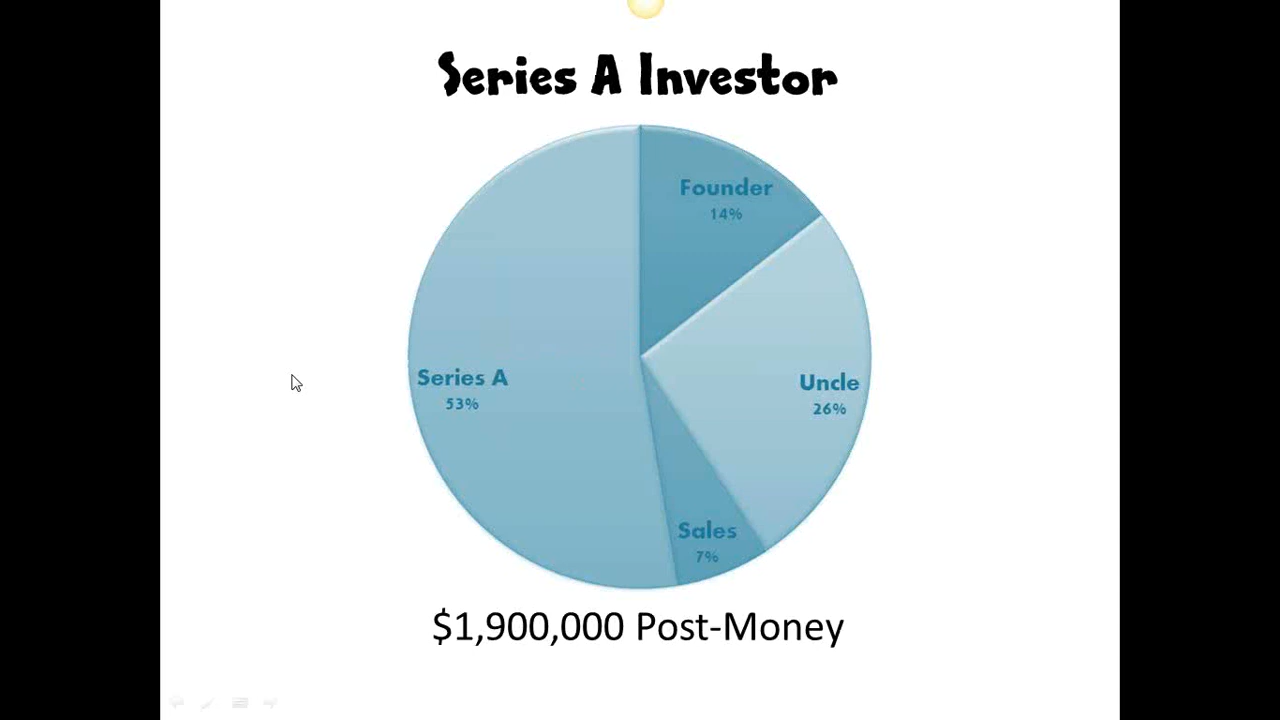 Series A Investor
Founder
14%
Series A
53%
Uncle
26%
Sales
7%
$1,900,000 Post-Money